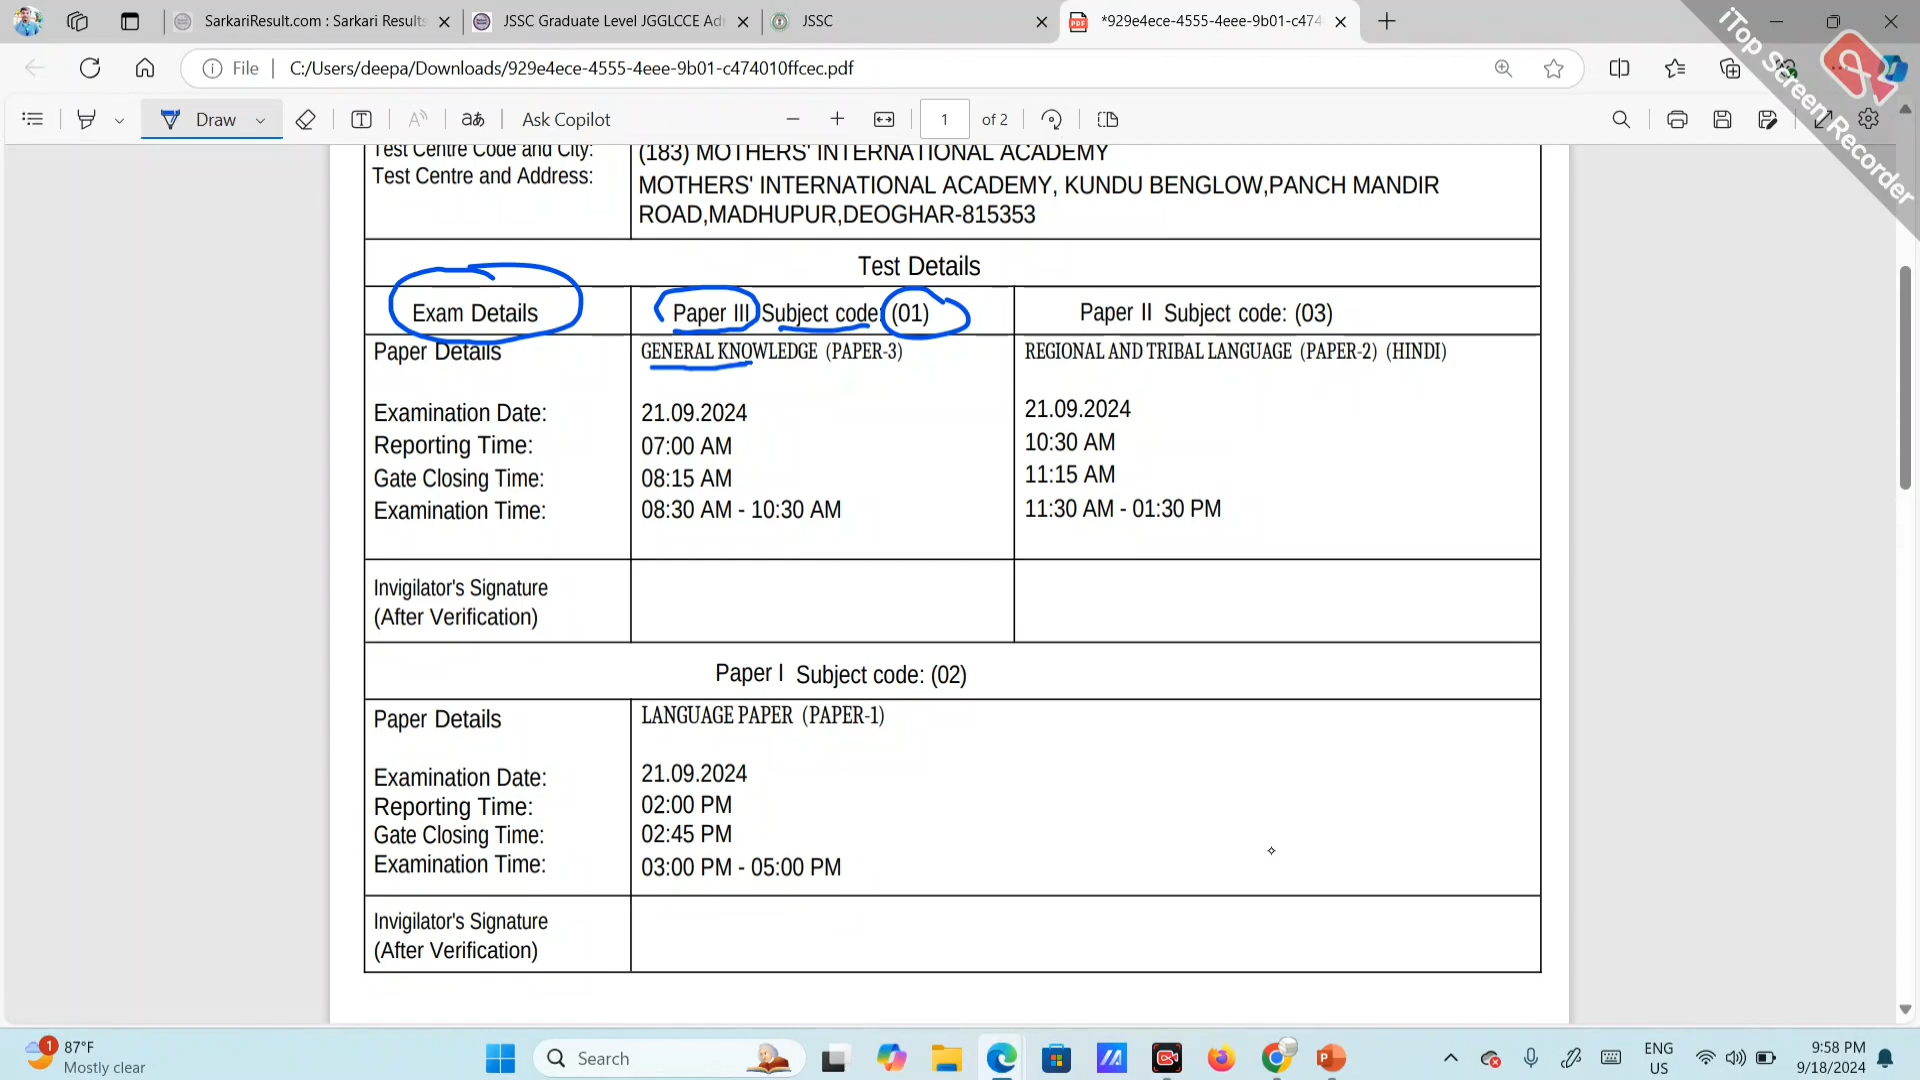 SarkariResult.com : Sarkari Results
JSSC Graduate Level JGGLCCE Ad
JSSC
*929e4ece-4555-4eee-9b01-c474
File
C:/Users/deepa/Downloads/929e4ece-4555-4eee-9b01-c474010ffcec.pdf
iTop Screen Recorder
Draw
Ask Copilot
1 of 2
Test Centre Code and City: (183) MOTHERS' INTERNATIONAL ACADEMY
Test Centre and Address: MOTHERS' INTERNATIONAL ACADEMY, KUNDU BENGLOW,PANCH MANDIR
ROAD,MADHUPUR,DEOGHAR-815353
Test Details
Exam Details Paper III Subject code: (01) Paper II Subject code: (03)
Paper Details GENERAL KNOWLEDGE (PAPER-3) REGIONAL AND TRIBAL LANGUAGE (PAPER-2) (HINDI)
Examination Date: 21.09.2024 21.09.2024
Reporting Time: 07:00 AM 10:30 AM
Gate Closing Time: 08:15 AM 11:15 AM
Examination Time: 08:30 AM - 10:30 AM 11:30 AM - 01:30 PM
Invigilator's Signature
(After Verification)
Paper I Subject code: (02)
Paper Details LANGUAGE PAPER (PAPER-1)
Examination Date: 21.09.2024
Reporting Time: 02:00 PM
Gate Closing Time: 02:45 PM
Examination Time: 03:00 PM - 05:00 PM
Invigilator's Signature
(After Verification)
1
87°F
Mostly clear
Search
ENG
US
9:58 PM
9/18/2024